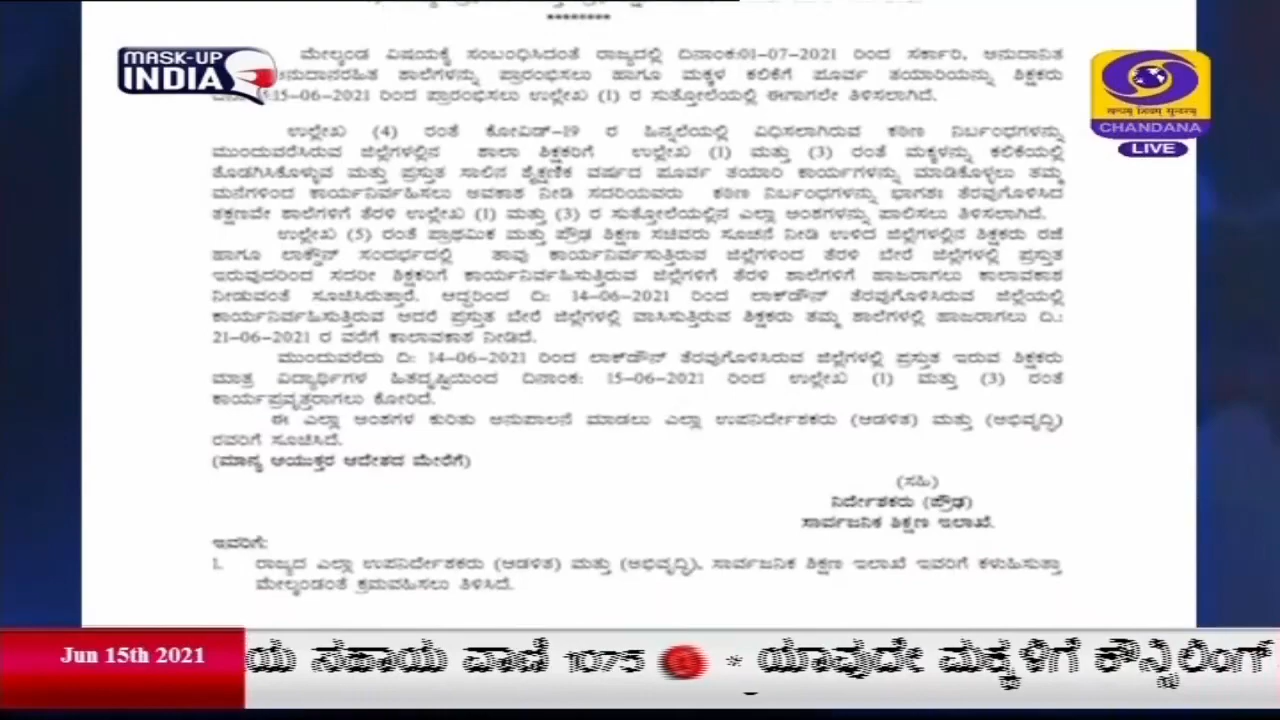 ********
MASK-UP
INDIA
ಮೇಲ್ಕಂಡ ವಿಷಯಕ್ಕೆ ಸಂಬಂಧಿಸಿದಂತೆ ರಾಜ್ಯದಲ್ಲಿ ದಿನಾಂಕ:01-07-2021 ರಿಂದ ಸರ್ಕಾರಿ, ಅನುದಾನಿತ
ಅನುದಾನರಹಿತ ಶಾಲೆಗಳನ್ನು ಪ್ರಾರಂಭಿಸಲು ಹಾಗೂ ಮಕ್ಕಳ ಕಲಿಕೆಗೆ ಪೂರ್ವ ತಯಾರಿಯನ್ನು ಶಿಕ್ಷಕರು
15-06-2021 ರಿಂದ ಪ್ರಾರಂಭಿಸಲು ಉಲ್ಲೇಖ (1) ರ ಸುತ್ತೋಲೆಯಲ್ಲಿ ಈಗಾಗಲೇ ತಿಳಿಸಲಾಗಿದೆ.
ಉಲ್ಲೇಖ (4) ರಂತೆ ಕೋವಿಡ್-19 ರ ಹಿನ್ನಲೆಯಲ್ಲಿ ವಿಧಿಸಲಾಗಿರುವ ಕಠಿಣ ನಿರ್ಬಂಧಗಳನ್ನು
ಮುಂದುವರೆಸಿರುವ ಜಿಲ್ಲೆಗಳಲ್ಲಿನ ಶಾಲಾ ಶಿಕ್ಷಕರಿಗೆ ಉಲ್ಲೇಖ (1) ಮತ್ತು (3) ರಂತೆ ಮಕ್ಕಳನ್ನು ಕಲಿಕೆಯಲ್ಲಿ
ತೊಡಗಿಸಿಕೊಳ್ಳುವ ಮತ್ತು ಪ್ರಸ್ತುತ ಸಾಲಿನ ಶೈಕ್ಷಣಿಕ ವರ್ಷದ ಪೂರ್ವ ತಯಾರಿ ಕಾರ್ಯಗಳನ್ನು ಮಾಡಿಕೊಳ್ಳಲು ತಮ್ಮ
ಮನೆಗಳಿಂದ ಕಾರ್ಯನಿರ್ವಹಿಸಲು ಅವಕಾಶ ನೀಡಿ ಸದರಿಯವರು ಕಠಿಣ ನಿರ್ಬಂಧಗಳನ್ನು ಭಾಗಶಃ ತೆರವುಗೊಳಿಸಿದ
ತಕ್ಷಣವೇ ಶಾಲೆಗಳಿಗೆ ತೆರಳಿ ಉಲ್ಲೇಖ (1) ಮತ್ತು (3) ರ ಸುತ್ತೋಲೆಯಲ್ಲಿನ ಎಲ್ಲಾ ಅಂಶಗಳನ್ನು ಪಾಲಿಸಲು ತಿಳಿಸಲಾಗಿದೆ.
ಉಲ್ಲೇಖ (5) ರಂತೆ ಪ್ರಾಥಮಿಕ ಮತ್ತು ಪ್ರೌಢ ಶಿಕ್ಷಣ ಸಚಿವರು ಸೂಚನೆ ನೀಡಿ ಉಳಿದ ಜಿಲ್ಲೆಗಳಲ್ಲಿನ ಶಿಕ್ಷಕರು ರಜೆ
ಹಾಗೂ ಲಾಕ್ಡೌನ್ ಸಂದರ್ಭದಲ್ಲಿ ತಾವು ಕಾರ್ಯನಿರ್ವಹಿಸುತ್ತಿರುವ ಜಿಲ್ಲೆಗಳಿಂದ ತೆರಳಿ ಬೇರೆ ಜಿಲ್ಲೆಗಳಲ್ಲಿ ಪ್ರಸ್ತುತ
ಇರುವುದರಿಂದ ಸದರೀ ಶಿಕ್ಷಕರಿಗೆ ಕಾರ್ಯನಿರ್ವಹಿಸುತ್ತಿರುವ ಜಿಲ್ಲೆಗಳಿಗೆ ತೆರಳಿ ಶಾಲೆಗಳಿಗೆ ಹಾಜರಾಗಲು ಕಾಲಾವಕಾಶ
ನೀಡುವಂತೆ ಸೂಚಿಸಿರುತ್ತಾರೆ. ಆದ್ದರಿಂದ ದಿ: 14-06-2021 ರಿಂದ ಲಾಕ್‌ಡೌನ್ ತೆರವುಗೊಳಿಸಿರುವ ಜಿಲ್ಲೆಯಲ್ಲಿ
ಕಾರ್ಯನಿರ್ವಹಿಸುತ್ತಿರುವ ಆದರೆ ಪ್ರಸ್ತುತ ಬೇರೆ ಜಿಲ್ಲೆಗಳಲ್ಲಿ ವಾಸಿಸುತ್ತಿರುವ ಶಿಕ್ಷಕರು ತಮ್ಮ ಶಾಲೆಗಳಲ್ಲಿ ಹಾಜರಾಗಲು ದಿ.:
21-06-2021 ರ ವರೆಗೆ ಕಾಲಾವಕಾಶ ನೀಡಿದೆ.
ಮುಂದುವರೆದು ದಿ: 14-06-2021 ರಿಂದ ಲಾಕ್‌ಡೌನ್ ತೆರವುಗೊಳಿಸಿರುವ ಜಿಲ್ಲೆಗಳಲ್ಲಿ ಪ್ರಸ್ತುತ ಇರುವ ಶಿಕ್ಷಕರು
ಮಾತ್ರ ವಿದ್ಯಾರ್ಥಿಗಳ ಹಿತದೃಷ್ಟಿಯಿಂದ ದಿನಾಂಕ: 15-06-2021 ರಿಂದ ಉಲ್ಲೇಖ (1) ಮತ್ತು (3) ರಂತೆ
ಕಾರ್ಯಪ್ರವೃತ್ತರಾಗಲು ಕೋರಿದೆ.
ಈ ಎಲ್ಲಾ ಅಂಶಗಳ ಕುರಿತು ಅನುಪಾಲನೆ ಮಾಡಲು ಎಲ್ಲಾ ಉಪನಿರ್ದೇಶಕರು (ಆಡಳಿತ) ಮತ್ತು (ಅಭಿವೃದ್ಧಿ)
ರವರಿಗೆ ಸೂಚಿಸಿದೆ.
(ಮಾನ್ಯ ಆಯುಕ್ತರ ಆದೇಶದ ಮೇರೆಗೆ)
(ಸಹಿ)
ನಿರ್ದೇಶಕರು (ಪ್ರೌಢ)
ಸಾರ್ವಜನಿಕ ಶಿಕ್ಷಣ ಇಲಾಖೆ.
ಇವರಿಗೆ:
1. ರಾಜ್ಯದ ಎಲ್ಲಾ ಉಪನಿರ್ದೇಶಕರು (ಆಡಳಿತ) ಮತ್ತು (ಅಭಿವೃದ್ಧಿ), ಸಾರ್ವಜನಿಕ ಶಿಕ್ಷಣ ಇಲಾಖೆ ಇವರಿಗೆ ಕಳುಹಿಸುತ್ತಾ
ಮೇಲ್ಕಂಡಂತೆ ಕ್ರಮವಹಿಸಲು ತಿಳಿಸಿದೆ.
सत्यम् शिवम् सुन्दरम्
CHANDANA
LIVE
Jun 15th 2021
ಯ ಸಹಾಯ ವಾಣಿ 1075 * ಯಾವುದೇ ಮಕ್ಕಳಿಗೆ ಕೌನ್ಸಿಲಿಂಗ್